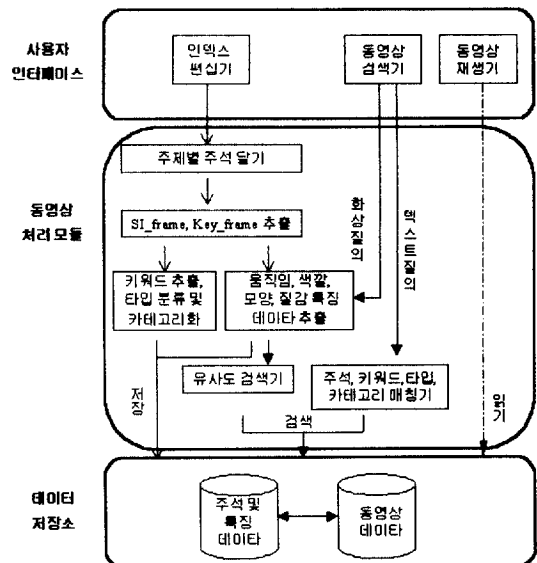 사용자
인터페이스
인덱스
편집기
동영상
검색기
동영상
재생기
주제별 주석 달기
동영상
처리 모듈
SI_frame, Key_frame 추출
화상질의
텍스트질의
키워드 추출,
타입 분류 및
카테고리화
움직임, 색깔,
모양, 질감 특징
데이타 추출
유사도 검색기
주석, 키워드,타입,
카테고리 매칭기
저장
검색
읽기
데이터
저장소
주석 및
특징
데이타
동영상
데이타